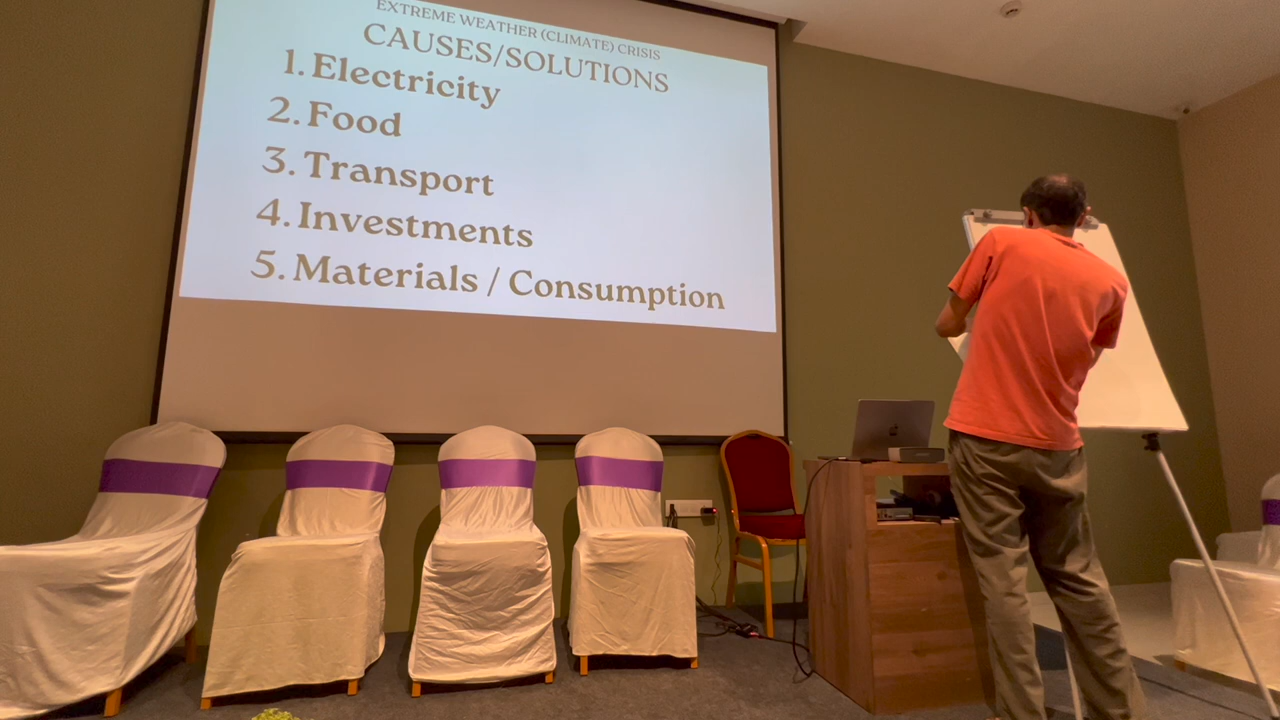 EXTREME WEATHER (CLIMATE) CRISIS
CAUSES/SOLUTIONS
1. Electricity
2. Food
3. Transport
4. Investments
5. Materials / Consumption